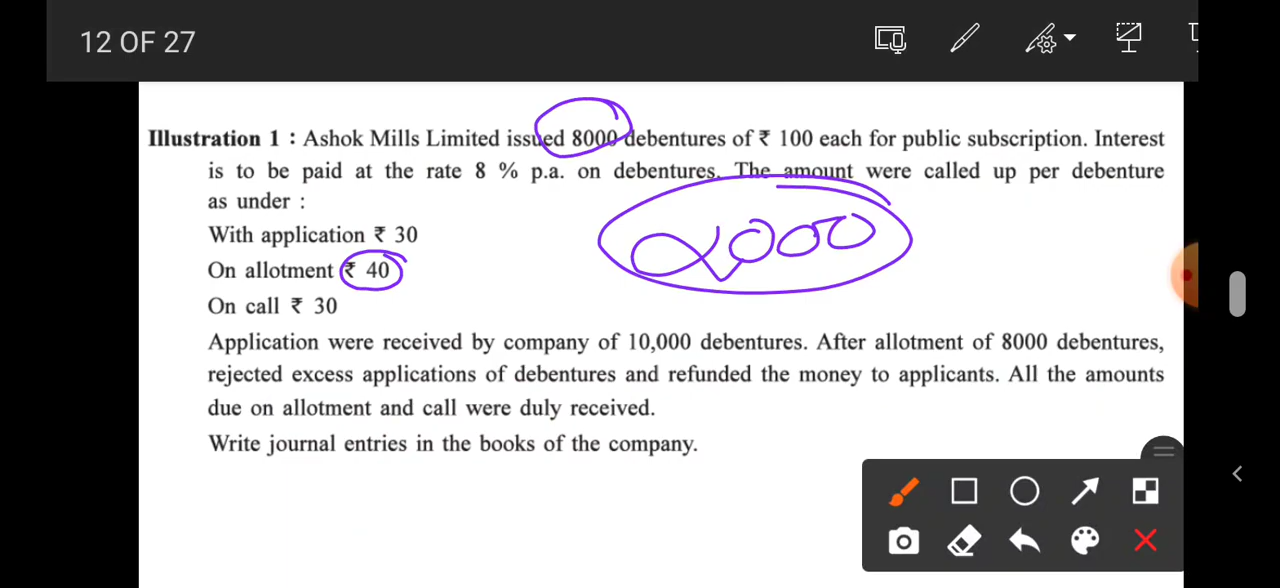 12 OF 27
Illustration 1 : Ashok Mills Limited issued 8000 debentures of ₹ 100 each for public subscription. Interest
is to be paid at the rate 8 % p.a. on debentures. The amount were called up per debenture
as under :
With application ₹ 30
2000
On allotment ₹ 40
On call ₹ 30
Application were received by company of 10,000 debentures. After allotment of 8000 debentures,
rejected excess applications of debentures and refunded the money to applicants. All the amounts
due on allotment and call were duly received.
Write journal entries in the books of the company.